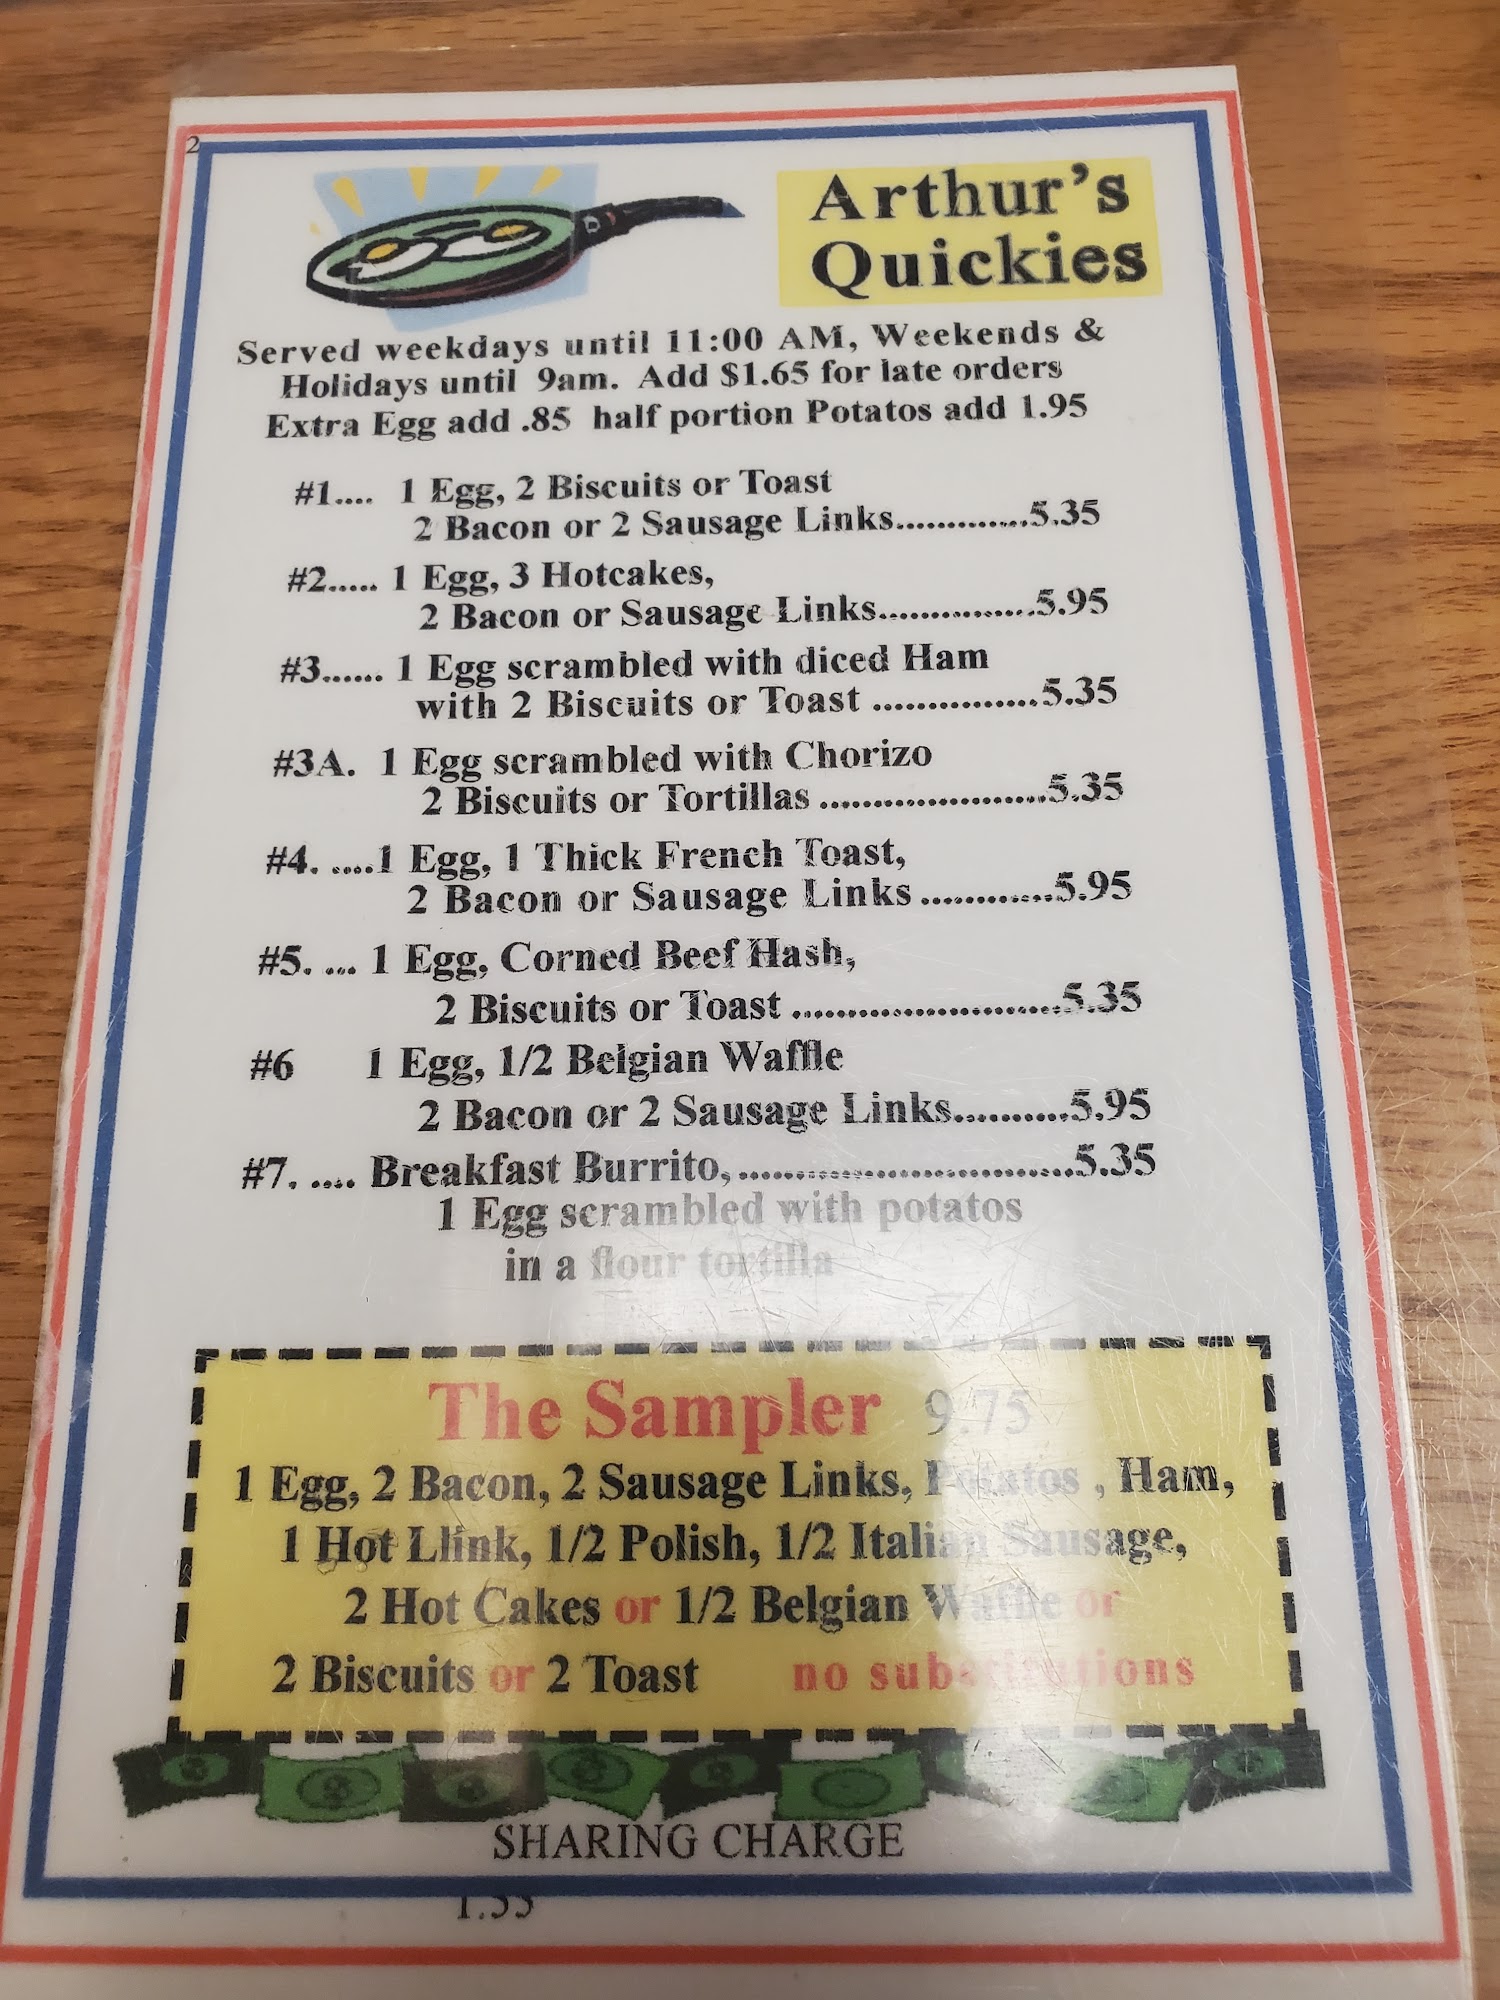 2
Arthur's
Quickies
Served weekdays until 11:00 AM, Weekends &
Holidays until 9am. Add $1.65 for late orders
Extra Egg add .85 half portion Potatos add 1.95
#1.... 1 Egg, 2 Biscuits or Toast
2 Bacon or 2 Sausage Links..............5.35
#2..... 1 Egg, 3 Hotcakes,
2 Bacon or Sausage Links................5.95
#3...... 1 Egg scrambled with diced Ham
with 2 Biscuits or Toast ................5.35
#3A. 1 Egg scrambled with Chorizo
2 Biscuits or Tortillas ......................5.35
#4. ....1 Egg, 1 Thick French Toast,
2 Bacon or Sausage Links ............5.95
#5. ... 1 Egg, Corned Beef Hash,
2 Biscuits or Toast ........................5.35
#6 1 Egg, 1/2 Belgian Waffle
2 Bacon or 2 Sausage Links..........5.95
#7. .... Breakfast Burrito,..............................5.35
1 Egg scrambled with potatos
in a flour tortilla
The Sampler 9.75
1 Egg, 2 Bacon, 2 Sausage Links, Potatos , Ham,
1 Hot Llink, 1/2 Polish, 1/2 Italian Sausage,
2 Hot Cakes or 1/2 Belgian Waffle or
2 Biscuits or 2 Toast no substitutions
SHARING CHARGE